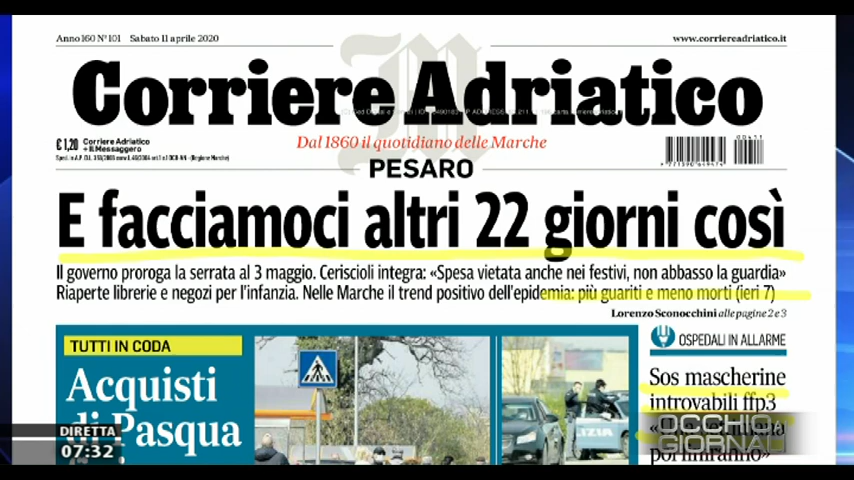 Anno 160 N° 101 Sabato 11 aprile 2020
www.corriereadriatico.it
Corriere Adriatico
€ 1,20 Corriere Adriatico
+ Il Messaggero
Dal 1860 il quotidiano delle Marche
PESARO
E facciamoci altri 22 giorni così
Il governo proroga la serrata al 3 maggio. Ceriscioli integra: «Spesa vietata anche nei festivi, non abbasso la guardia»
Riaperte librerie e negozi per l'infanzia. Nelle Marche il trend positivo dell'epidemia: più guariti e meno morti (ieri 7)
Lorenzo Sconocchini alle pagine 2 e 3
TUTTI IN CODA
Acquisti
di Pasqua
OSPEDALI IN ALLARME
Sos mascherine
introvabili ffp3
POLIZIA
OCCHIO
GIORNALI
DIRETTA
07:32